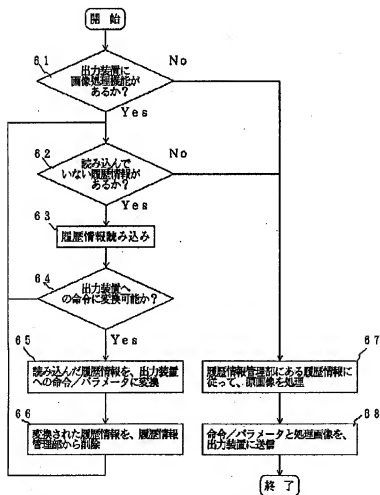 開 始
61
出力装置に
画像処理機能が
あるか？
No
Yes
62
読み込んで
いない履歴情報が
あるか？
No
Yes
63
履歴情報読み込み
64
出力装置へ
の命令に変換可能か？
Yes
65
読み込んだ履歴情報を、出力装置
への命令／パラメータに変換
66
変換された履歴情報を、履歴情報
管理部から削除
67
履歴情報管理部にある履歴情報に
従って、原画像を処理
68
命令／パラメータと処理画像を、
出力装置に送信
終 了